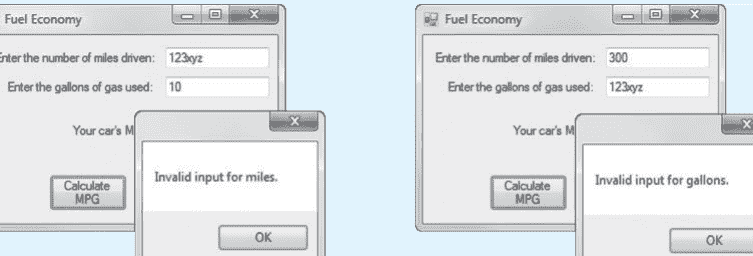 Fuel Economy
Enter the number of miles driven: 123xyz
Enter the gallons of gas used: 10
Your car's M
Calculate
MPG
Invalid input for miles.
OK
Fuel Economy
Enter the number of miles driven: 300
Enter the gallons of gas used: 123xyz
Your car's M
Calculate
MPG
Invalid input for gallons.
OK